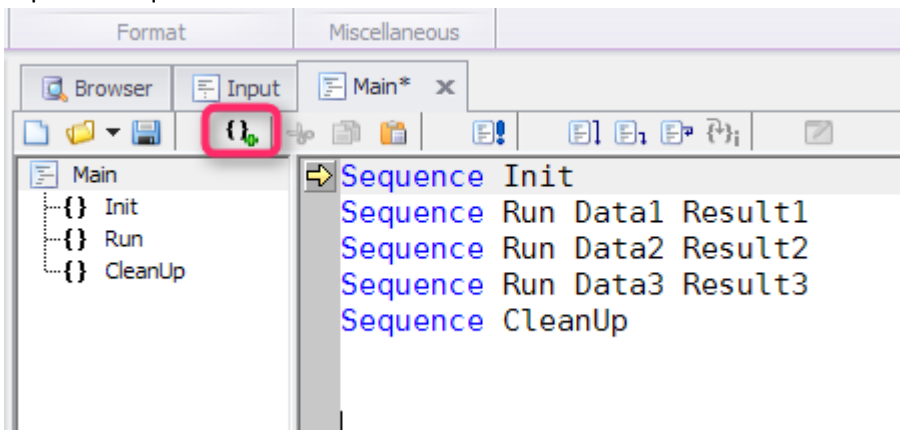 Format Miscellaneous
Browser Input Main*
Main
Init
Run
CleanUp
Sequence Init
Sequence Run Data1 Result1
Sequence Run Data2 Result2
Sequence Run Data3 Result3
Sequence CleanUp